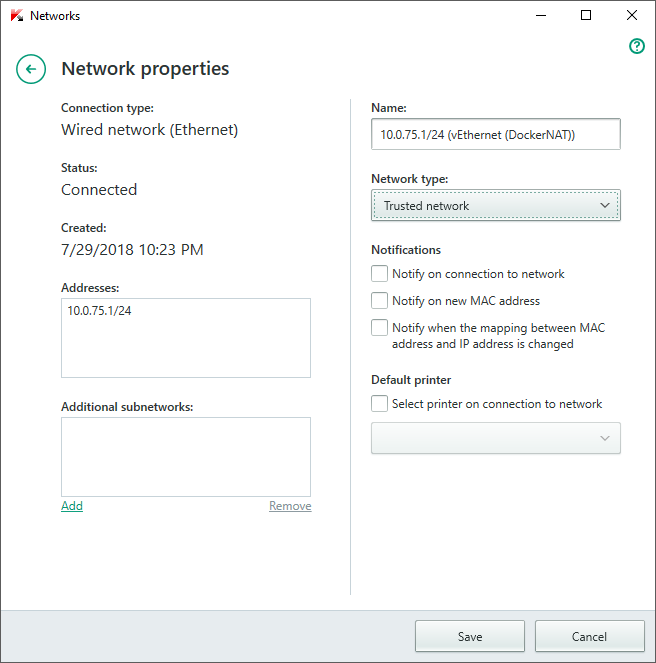 Networks
Network properties
Connection type:
Wired network (Ethernet)
Status:
Connected
Created:
7/29/2018 10:23 PM
Addresses:
10.0.75.1/24
Additional subnetworks:
Add
Remove
Name:
10.0.75.1/24 (vEthernet (DockerNAT))
Network type:
Trusted network
Notifications
Notify on connection to network
Notify on new MAC address
Notify when the mapping between MAC
address and IP address is changed
Default printer
Select printer on connection to network
Save
Cancel